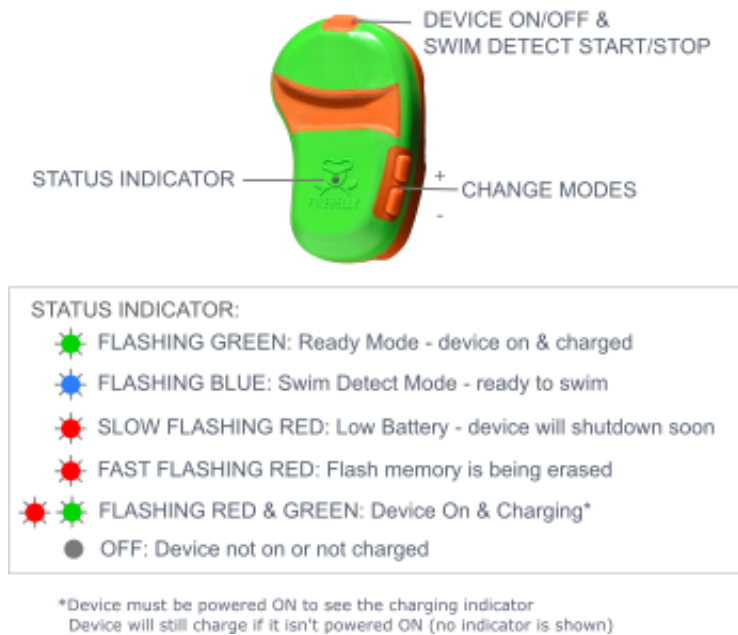 DEVICE ON/OFF &
SWIM DETECT START/STOP
STATUS INDICATOR
+
CHANGE MODES
-
FIREBELLY
STATUS INDICATOR:
FLASHING GREEN: Ready Mode - device on & charged
FLASHING BLUE: Swim Detect Mode - ready to swim
SLOW FLASHING RED: Low Battery - device will shutdown soon
FAST FLASHING RED: Flash memory is being erased
FLASHING RED & GREEN: Device On & Charging*
OFF: Device not on or not charged
*Device must be powered ON to see the charging indicator
Device will still charge if it isn't powered ON (no indicator is shown)